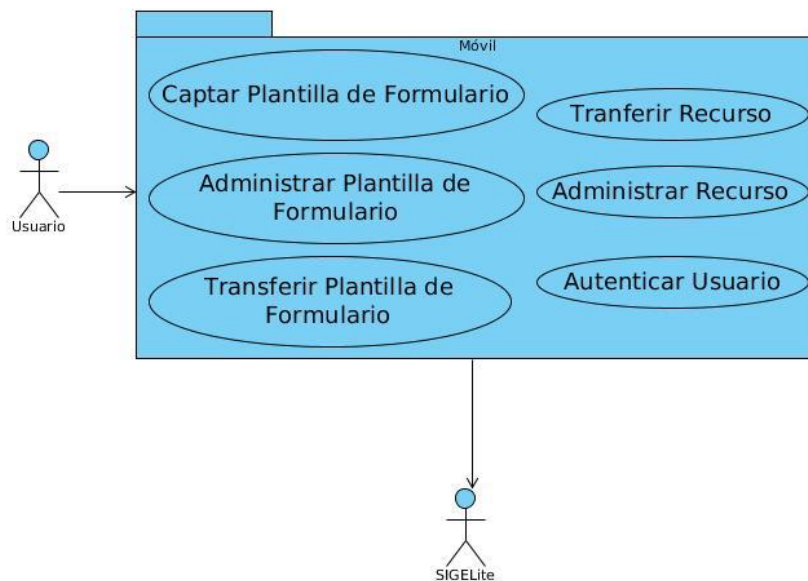 Móvil
Captar Plantilla de Formulario
Tranferir Recurso
Administrar Plantilla de
Formulario
Administrar Recurso
Transferir Plantilla de
Formulario
Autenticar Usuario
Usuario
SIGELite